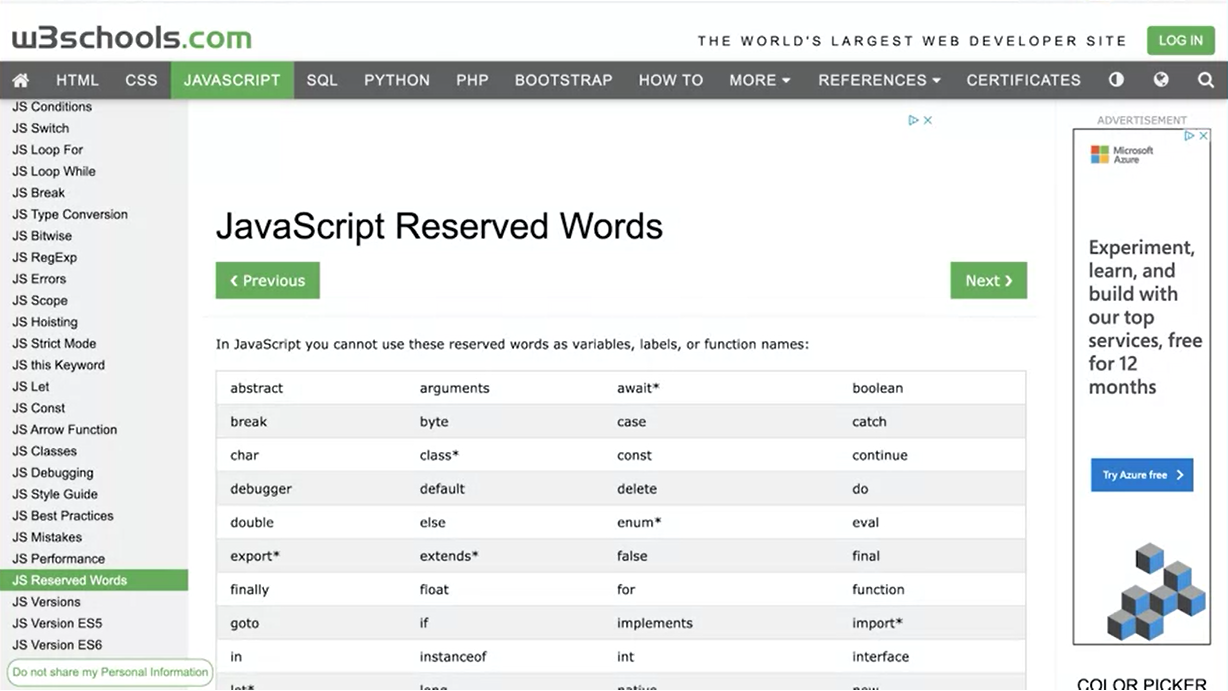 w3schools.com
THE WORLD'S LARGEST WEB DEVELOPER SITE
LOG IN
HTML CSS JAVASCRIPT SQL PYTHON PHP BOOTSTRAP HOW TO MORE REFERENCES CERTIFICATES
JS Conditions
JS Switch
JS Loop For
JS Loop While
JS Break
JS Type Conversion
JS Bitwise
JS RegExp
JS Errors
JS Scope
JS Hoisting
JS Strict Mode
JS this Keyword
JS Let
JS Const
JS Arrow Function
JS Classes
JS Debugging
JS Style Guide
JS Best Practices
JS Mistakes
JS Performance
JS Reserved Words
JS Versions
JS Version ES5
JS Version ES6
Do not share my Personal Information
JavaScript Reserved Words
❮ Previous
Next ❯
In JavaScript you cannot use these reserved words as variables, labels, or function names:
abstract arguments await* boolean
break byte case catch
char class* const continue
debugger default delete do
double else enum* eval
export* extends* false final
finally float for function
goto if implements import*
in instanceof int interface
let* long native new
ADVERTISEMENT
Microsoft
Azure
Experiment,
learn, and
build with
our top
services, free
for 12
months
Try Azure free
COLOR PICKER